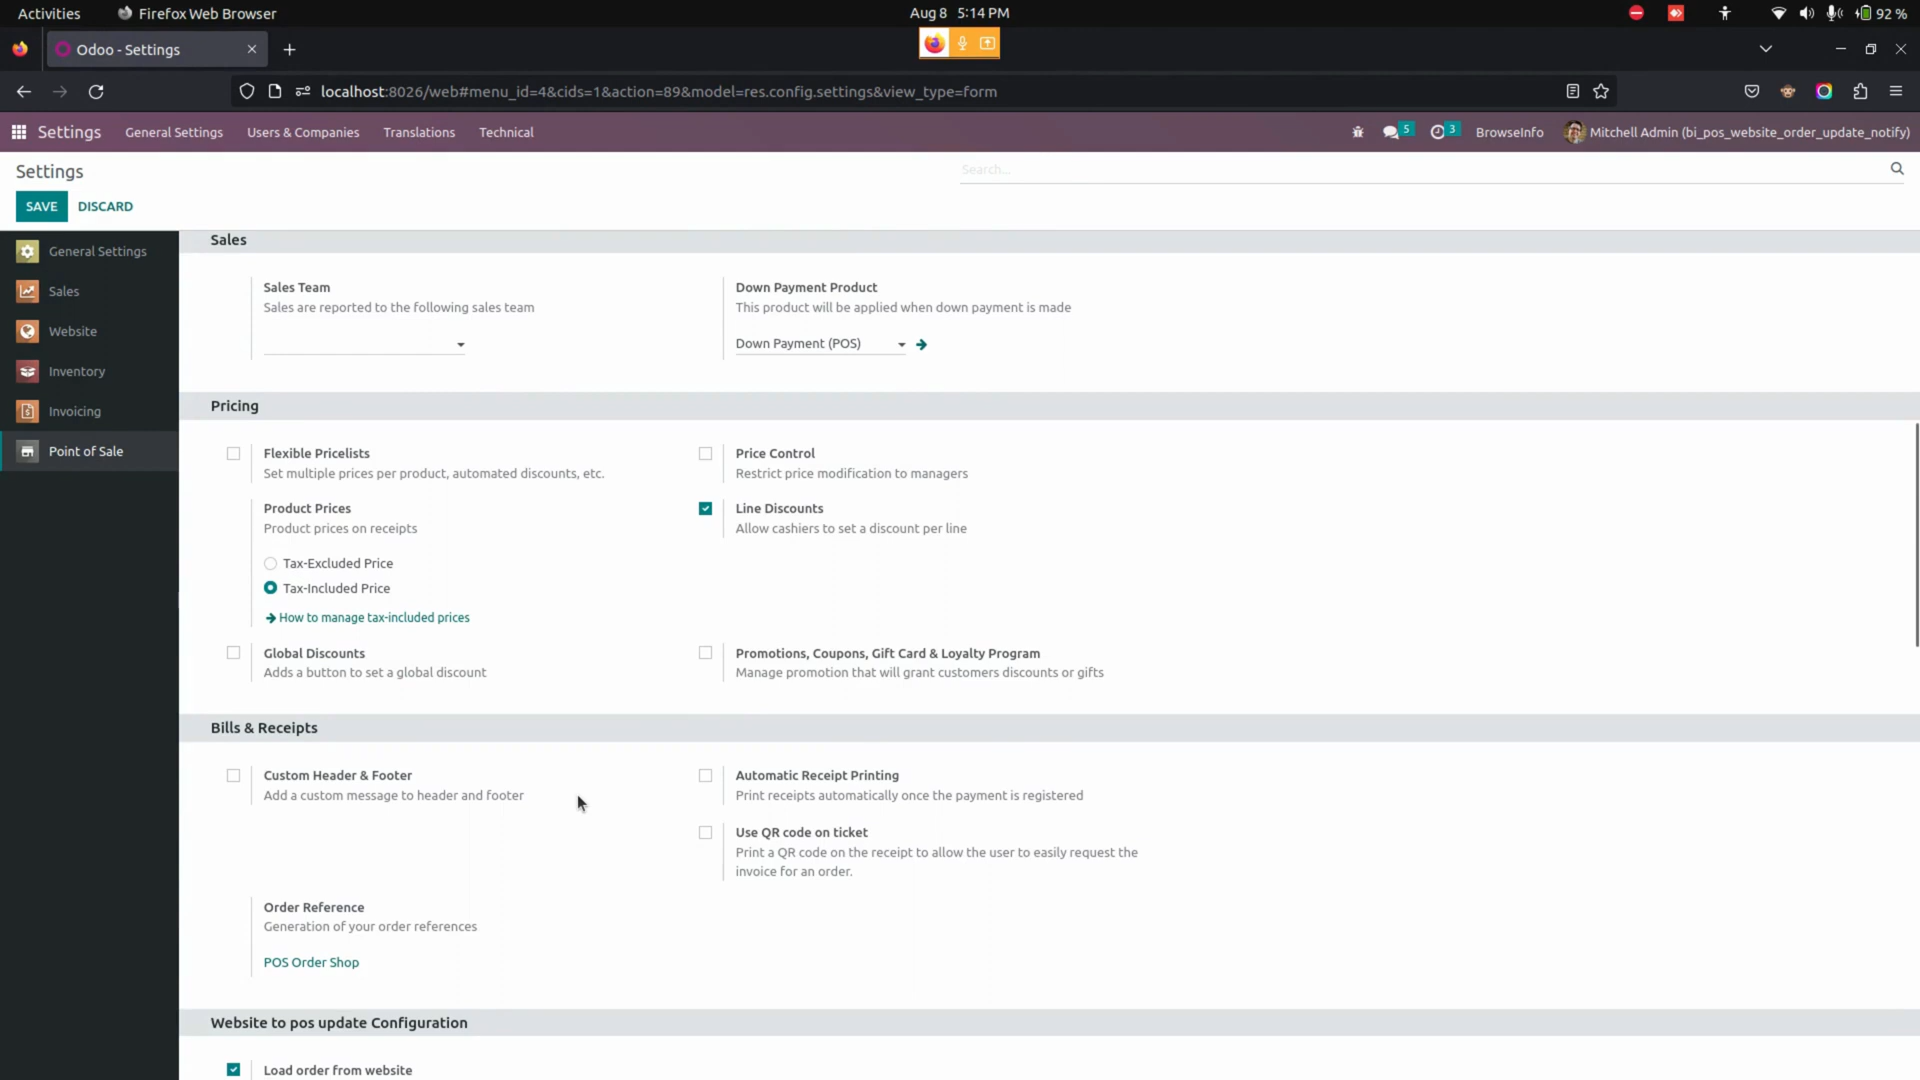 Activities
Firefox Web Browser
Aug 8 5:14 PM
92 %
Odoo - Settings
localhost:8026/web#menu_id=4&cids=1&action=89&model=res.config.settings&view_type=form
Settings
General Settings
Users & Companies
Translations
Technical
5
3
BrowseInfo
Mitchell Admin (bi_pos_website_order_update_notify)
Settings
Search...
SAVE
DISCARD
General Settings
Sales
Website
Inventory
Invoicing
Point of Sale
Sales
Sales Team
Sales are reported to the following sales team
Down Payment Product
This product will be applied when down payment is made
Down Payment (POS)
Pricing
Flexible Pricelists
Set multiple prices per product, automated discounts, etc.
Price Control
Restrict price modification to managers
Product Prices
Product prices on receipts
Line Discounts
Allow cashiers to set a discount per line
Tax-Excluded Price
Tax-Included Price
How to manage tax-included prices
Global Discounts
Adds a button to set a global discount
Promotions, Coupons, Gift Card & Loyalty Program
Manage promotion that will grant customers discounts or gifts
Bills & Receipts
Custom Header & Footer
Add a custom message to header and footer
Automatic Receipt Printing
Print receipts automatically once the payment is registered
Use QR code on ticket
Print a QR code on the receipt to allow the user to easily request the
invoice for an order.
Order Reference
Generation of your order references
POS Order Shop
Website to pos update Configuration
Load order from website